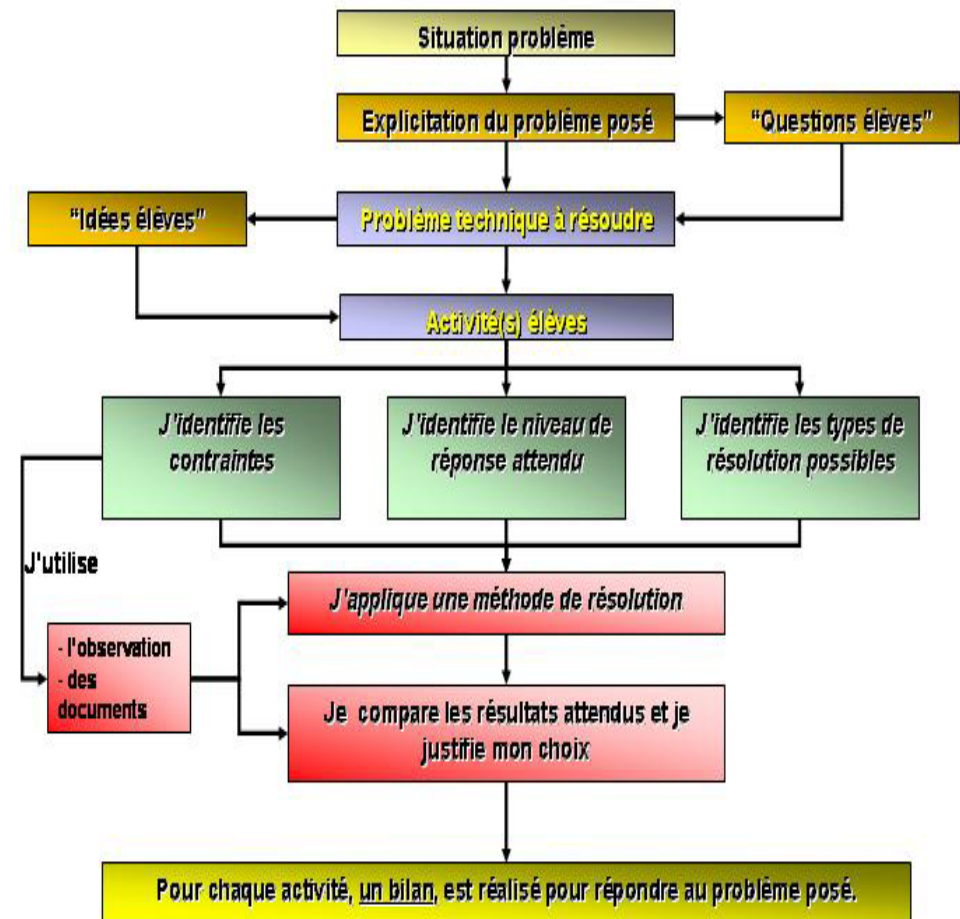 Situation problème
Explicitation du problème posé
“Questions élèves”
“Idées élèves”
Problème technique à résoudre
Activité(s) élèves
J'identifie les
contraintes
J'identifie le niveau de
réponse attendu
J'identifie les types de
résolution possibles
J'utilise
J'applique une méthode de résolution
- l'observation
- des
documents
Je compare les résultats attendus et je
justifie mon choix
Pour chaque activité, un bilan, est réalisé pour répondre au problème posé.